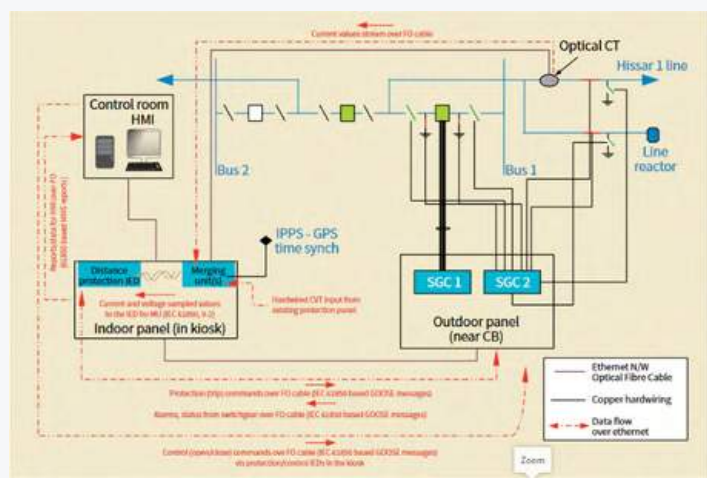 Current values stream over FO cable
Optical CT
Hissar 1 line
Control room
HMI
Bus 2
Bus 1
Line
reactor
IPPS - GPS
time synch
Distance
protection IED
Merging
unit(s)
SGC 1
SGC 2
Hardwired CVT input from
existing protection panel
Current and voltage sampled values
to the IED for MU (IEC 61850, 9-2)
Indoor panel (in kiosk)
Outdoor panel
(near CB)
Protection (trip) commands over FO cable (IEC 61850 based GOOSE messages)
Alarms, status from switchgear over FO cable (IEC 61850 based GOOSE messages)
Control (open/close) commands over FO cable (IEC 61850 based GOOSE messages)
via protection/control IEDs in the kiosk
Ethernet N/W
Optical Fibre Cable
Copper hardwiring
Data flow
over ethernet
Zoom